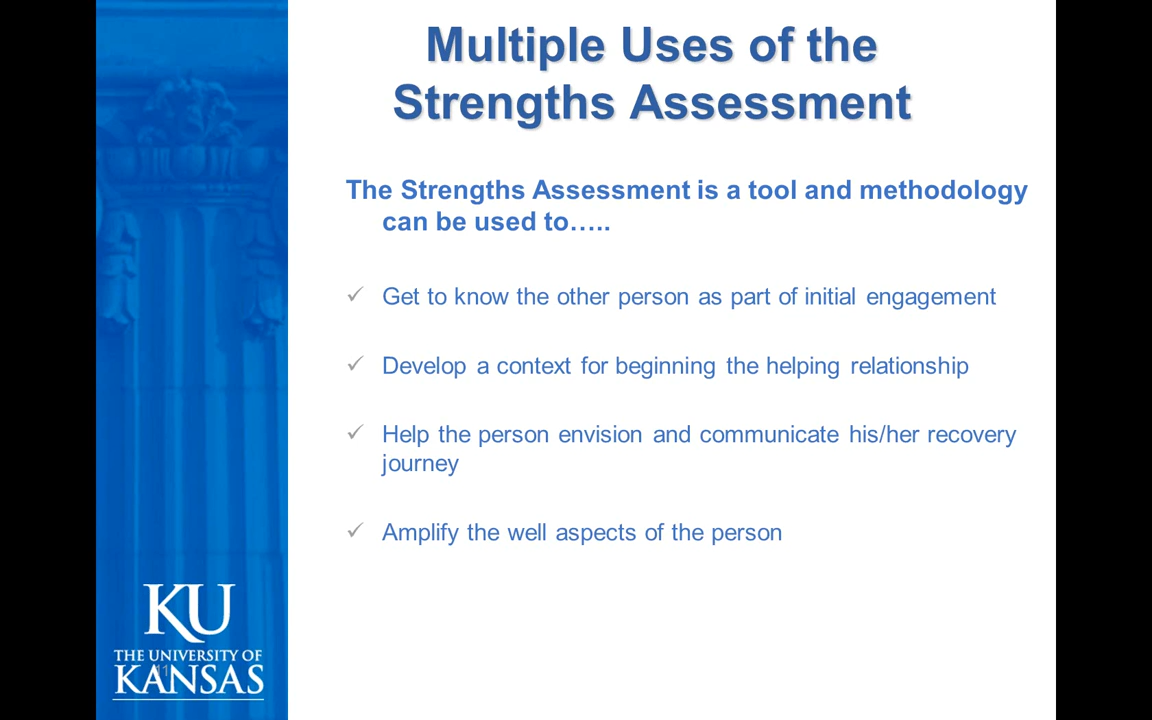 Multiple Uses of the
Strengths Assessment
The Strengths Assessment is a tool and methodology
can be used to…..
Get to know the other person as part of initial engagement
Develop a context for beginning the helping relationship
Help the person envision and communicate his/her recovery
journey
Amplify the well aspects of the person
KU
THE UNIVERSITY OF
KANSAS
11